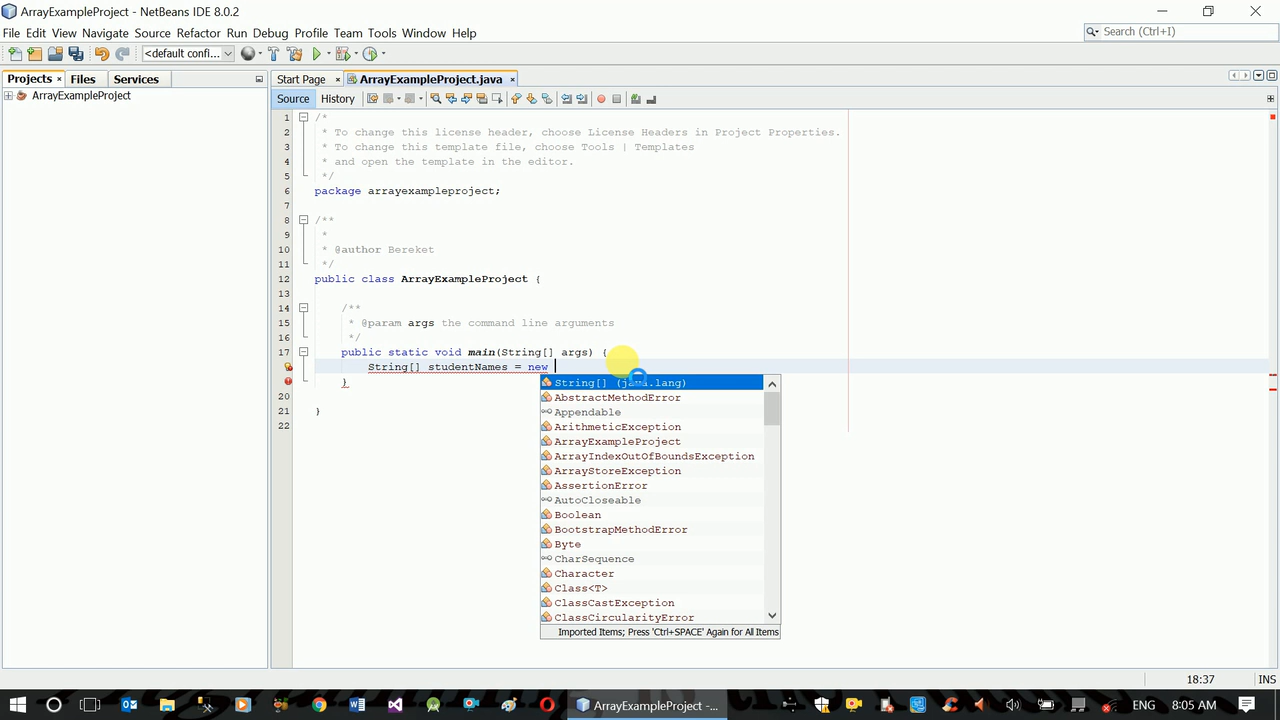 ArrayExampleProject - NetBeans IDE 8.0.2
File Edit View Navigate Source Refactor Run Debug Profile Team Tools Window Help
Search (Ctrl+I)
<default confi...
Projects Files Services
Start Page ArrayExampleProject.java
ArrayExampleProject
Source History
1 /*
2 * To change this license header, choose License Headers in Project Properties.
3 * To change this template file, choose Tools | Templates
4 * and open the template in the editor.
5 */
6 package arrayexampleproject;
7
8 /**
9 *
10 * @author Bereket
11 */
12 public class ArrayExampleProject {
13
14 /**
15 * @param args the command line arguments
16 */
17 public static void main(String[] args) {
String[] studentNames = new
}
20
21 }
22
String[] (java.lang)
AbstractMethodError
Appendable
ArithmeticException
ArrayExampleProject
ArrayIndexOutOfBoundsException
ArrayStoreException
AssertionError
AutoCloseable
Boolean
BootstrapMethodError
Byte
CharSequence
Character
Class<T>
ClassCastException
ClassCircularityError
Imported Items; Press 'Ctrl+SPACE' Again for All Items
18:37 INS
ArrayExampleProject -...
ENG 8:05 AM